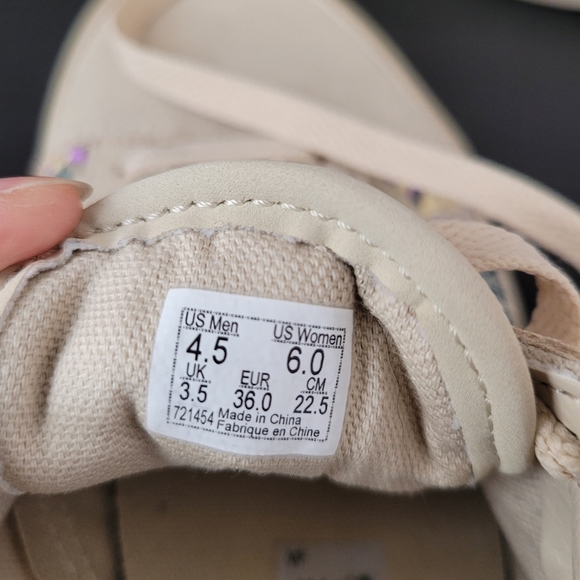 US Men US Women
4.5 6.0
UK EUR CM
3.5 36.0 22.5
721454 Made in China
Fabrique en Chine